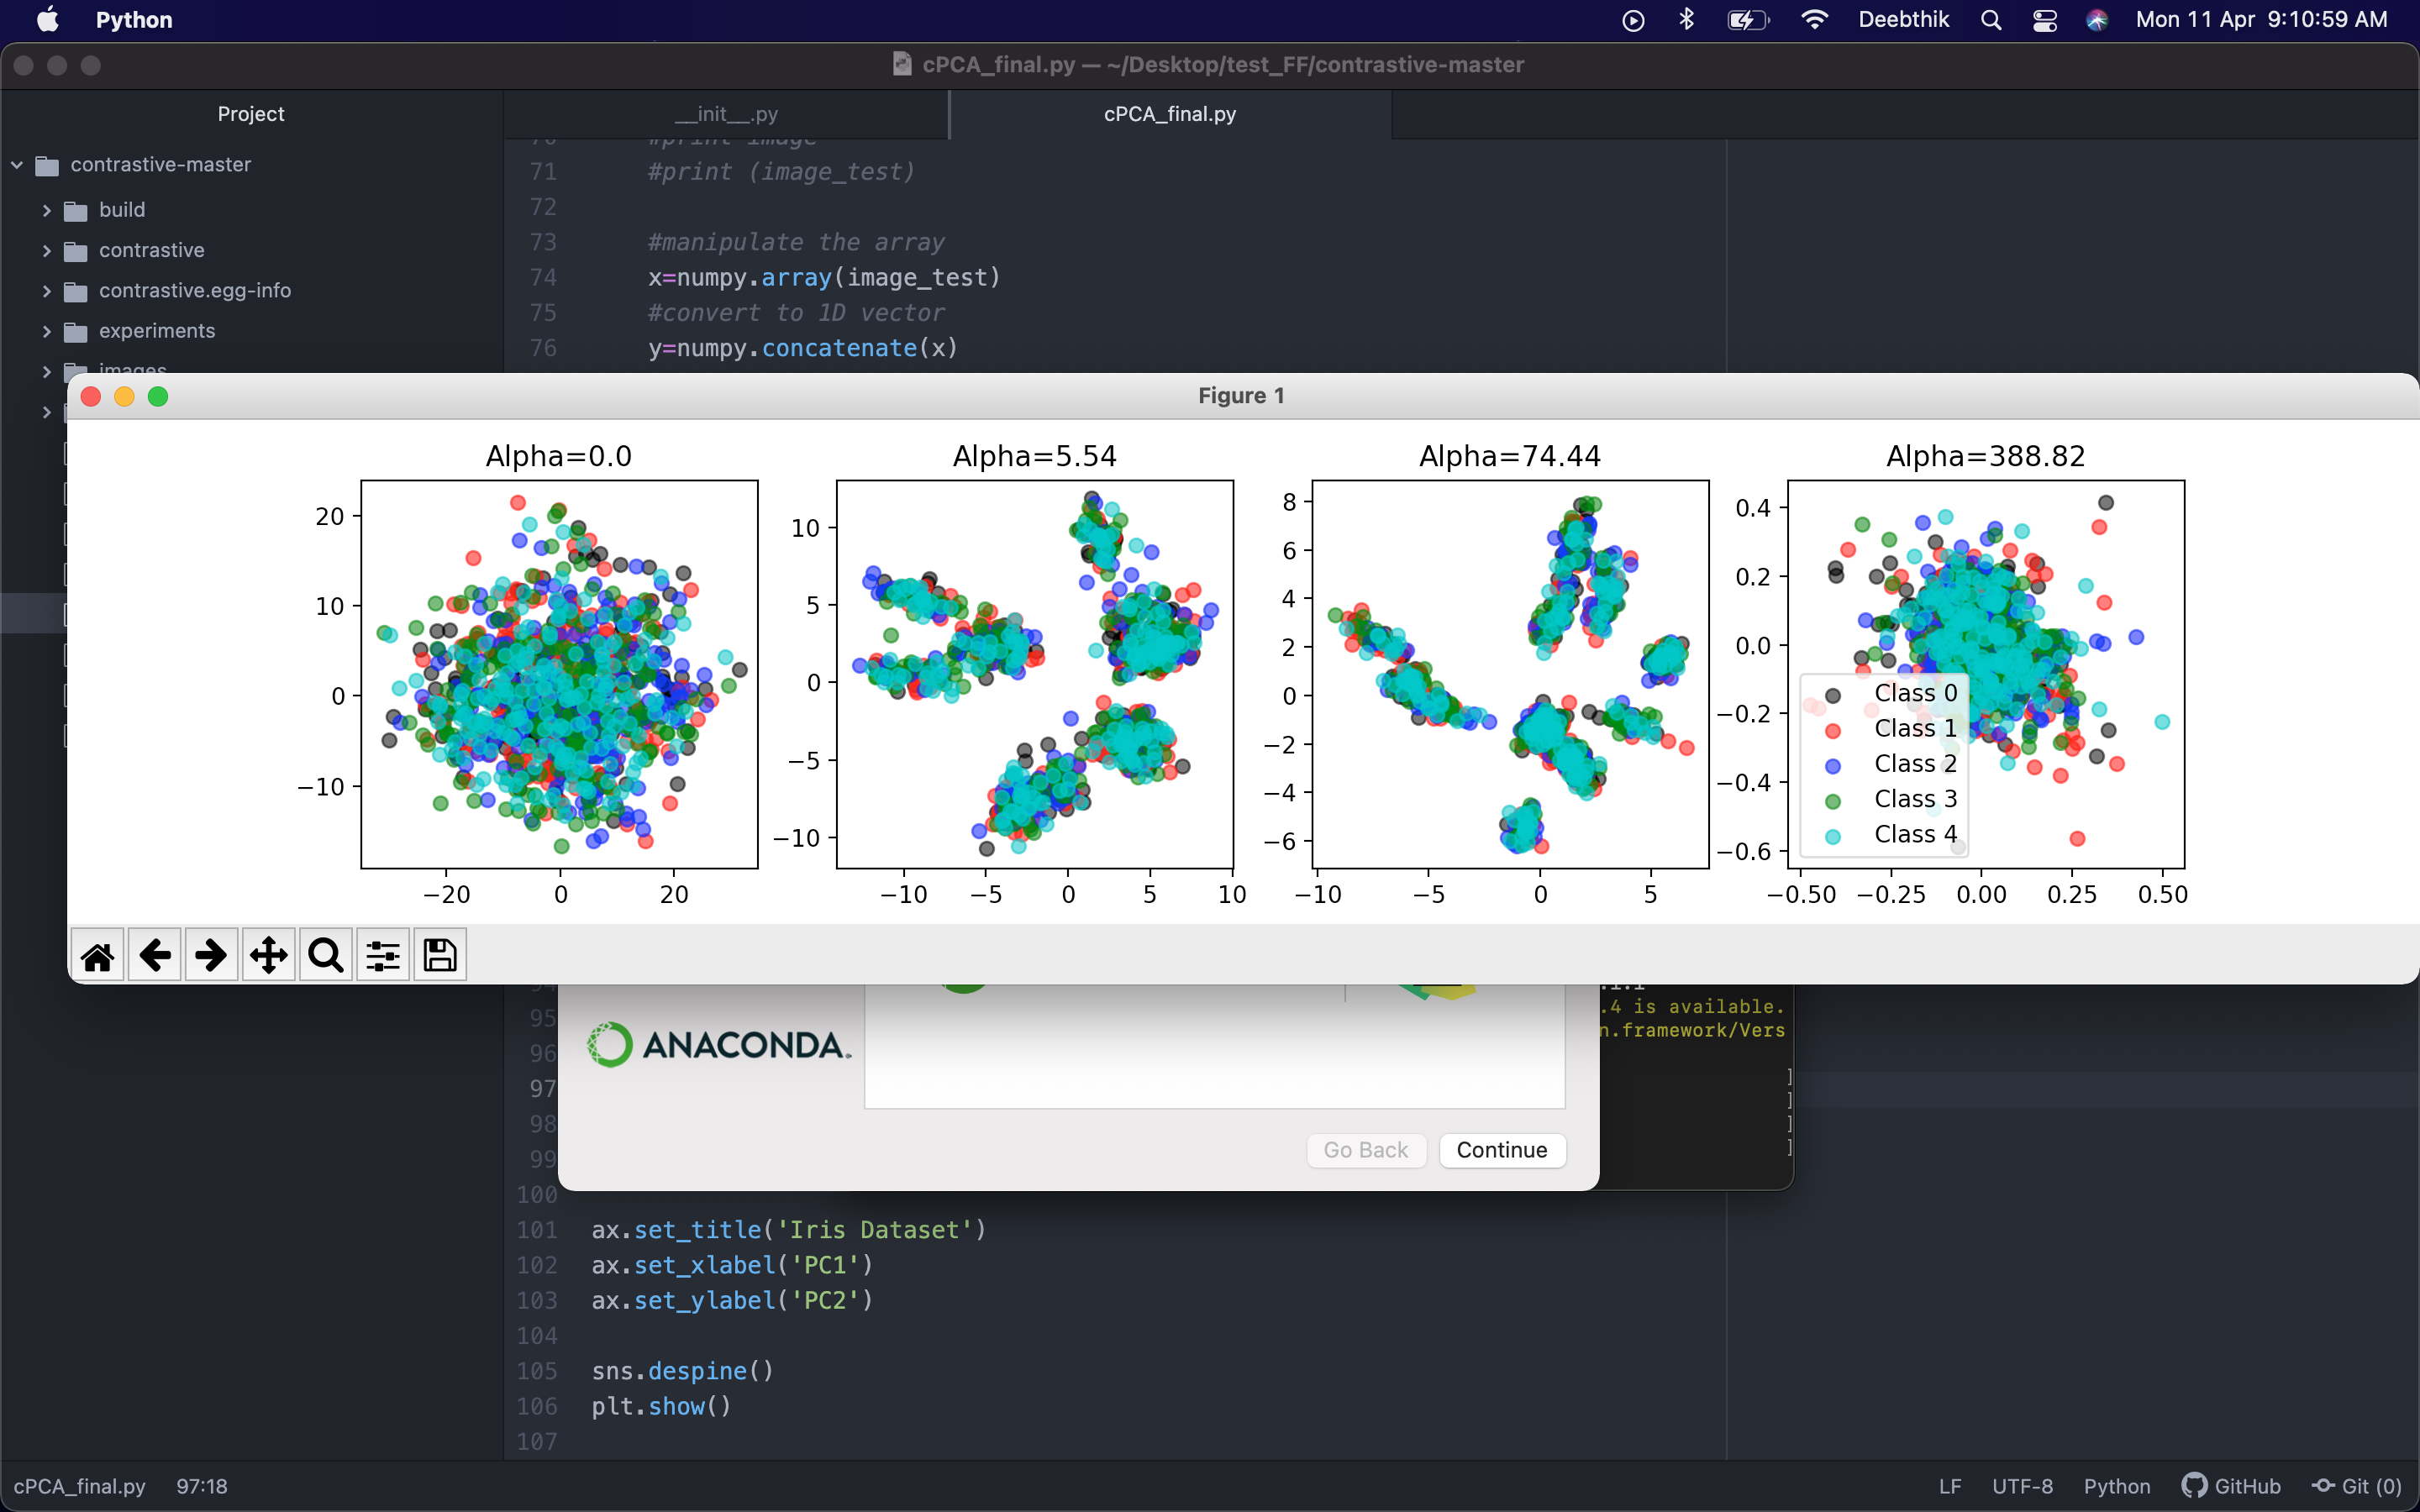 Python
Deebthik
Mon 11 Apr 9:10:59 AM
cPCA_final.py — ~/Desktop/test_FF/contrastive-master
Project
__init__.py
cPCA_final.py
contrastive-master
build
contrastive
contrastive.egg-info
experiments
images
70 #print image
71 #print (image_test)
72
73 #manipulate the array
74 x=numpy.array(image_test)
75 #convert to 1D vector
76 y=numpy.concatenate(x)
Figure 1
Alpha=0.0
20
10
0
−10
−20 0 20
Alpha=5.54
10
5
0
−5
−10
−10 −5 0 5 10
Alpha=74.44
8
6
4
2
0
−2
−4
−6
−10 −5 0 5
Alpha=388.82
0.4
0.2
0.0
−0.2
−0.4
−0.6
−0.50 −0.25 0.00 0.25 0.50
Class 0
Class 1
Class 2
Class 3
Class 4
ANACONDA.
.4 is available.
n.framework/Vers
]
]
]
]
Go Back
Continue
94
95
96
97
98
99
100
101 ax.set_title('Iris Dataset')
102 ax.set_xlabel('PC1')
103 ax.set_ylabel('PC2')
104
105 sns.despine()
106 plt.show()
107
cPCA_final.py 97:18
LF UTF-8 Python GitHub Git (0)